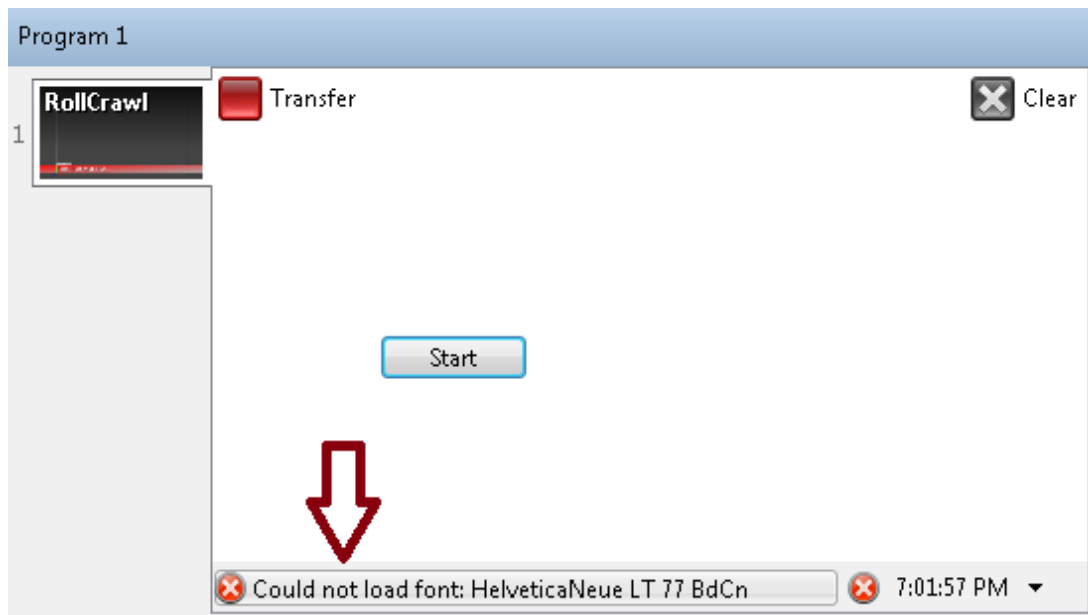 Program 1
RollCrawl
1
Transfer
Clear
Start
Could not load font: HelveticaNeue LT 77 BdCn
7:01:57 PM